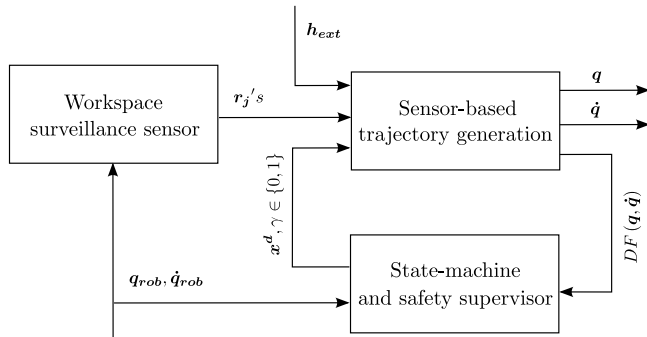 h_ext
q
Workspace
surveillance sensor
r_j's
Sensor-based
trajectory generation
q̇
x^d, γ ∈ {0, 1}
DF (q, q̇)
State-machine
and safety supervisor
q_rob, q̇_rob